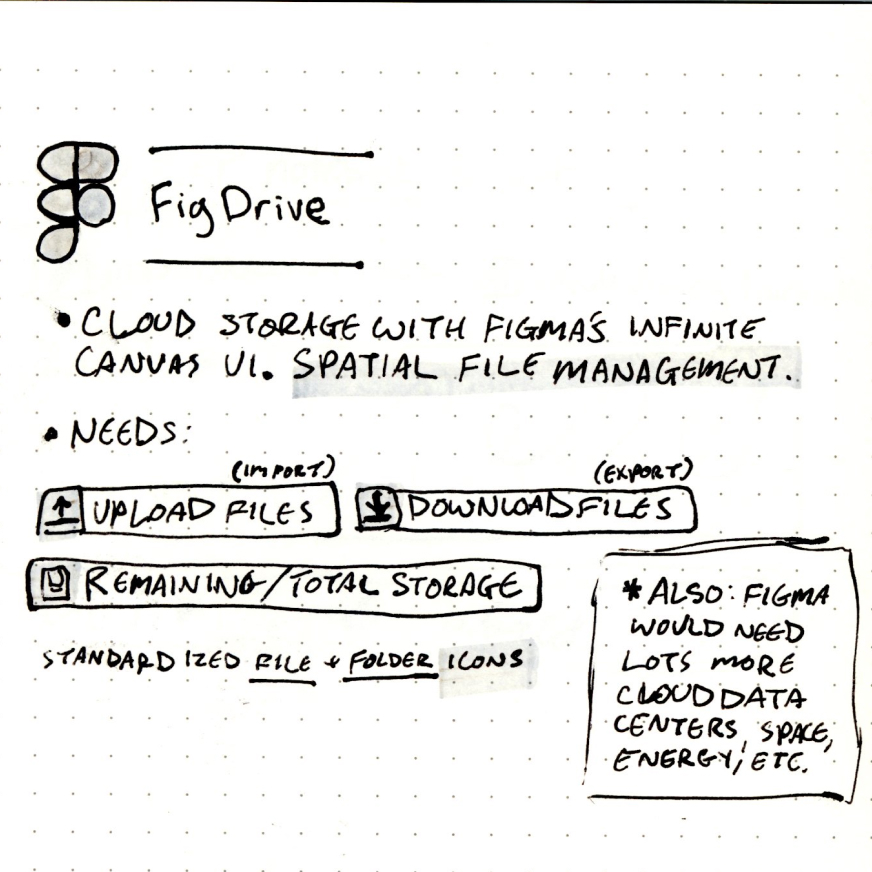 FigDrive
• CLOUD STORAGE WITH FIGMA'S INFINITE
CANVAS UI. SPATIAL FILE MANAGEMENT.
• NEEDS:
(IMPORT)
UPLOAD FILES
(EXPORT)
DOWNLOAD FILES
REMAINING/TOTAL STORAGE
STANDARDIZED FILE + FOLDER ICONS
* ALSO: FIGMA
WOULD NEED
LOTS MORE
CLOUD DATA
CENTERS, SPACE,
ENERGY, ETC.